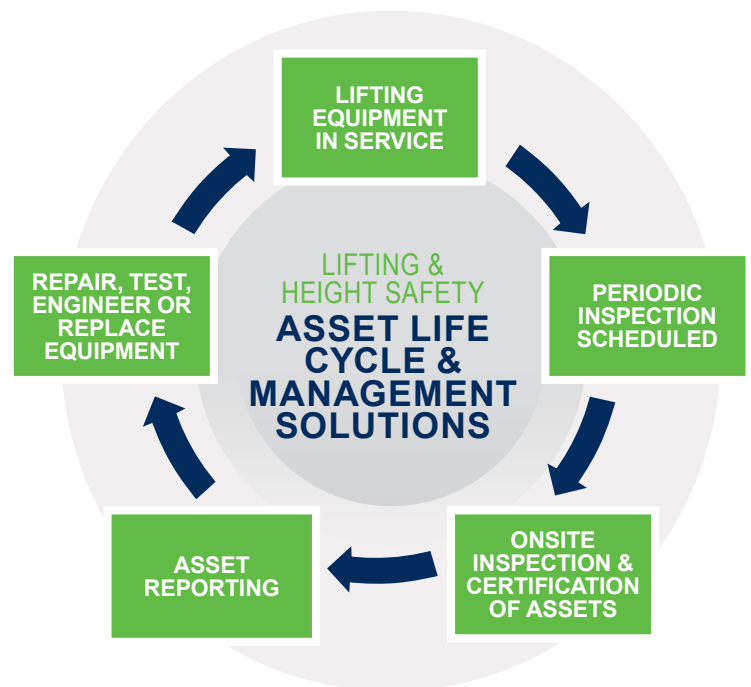 LIFTING
EQUIPMENT
IN SERVICE
PERIODIC
INSPECTION
SCHEDULED
ONSITE
INSPECTION &
CERTIFICATION
OF ASSETS
ASSET
REPORTING
REPAIR, TEST,
ENGINEER OR
REPLACE
EQUIPMENT
LIFTING &
HEIGHT SAFETY
ASSET LIFE
CYCLE &
MANAGEMENT
SOLUTIONS